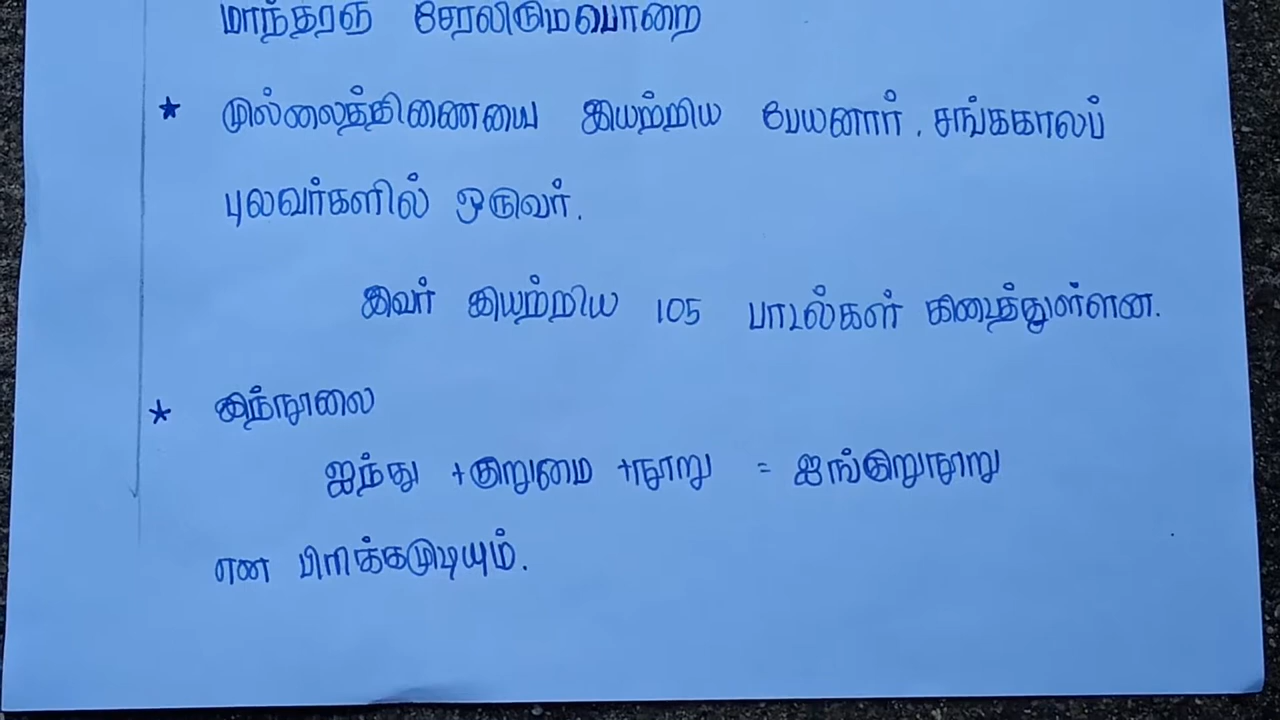 மாந்தரஞ் சேரலிரும்பொறை
★ முல்லைத்திணையை இயற்றிய பேயனார். சங்ககாலப்
புலவர்களில் ஒருவர்.
இவர் இயற்றிய 105 பாடல்கள் கிடைத்துள்ளன.
★ இந்நூலை
ஐந்து +குறுமை +நூறு = ஐங்குறுநூறு
என பிரிக்கமுடியும்.